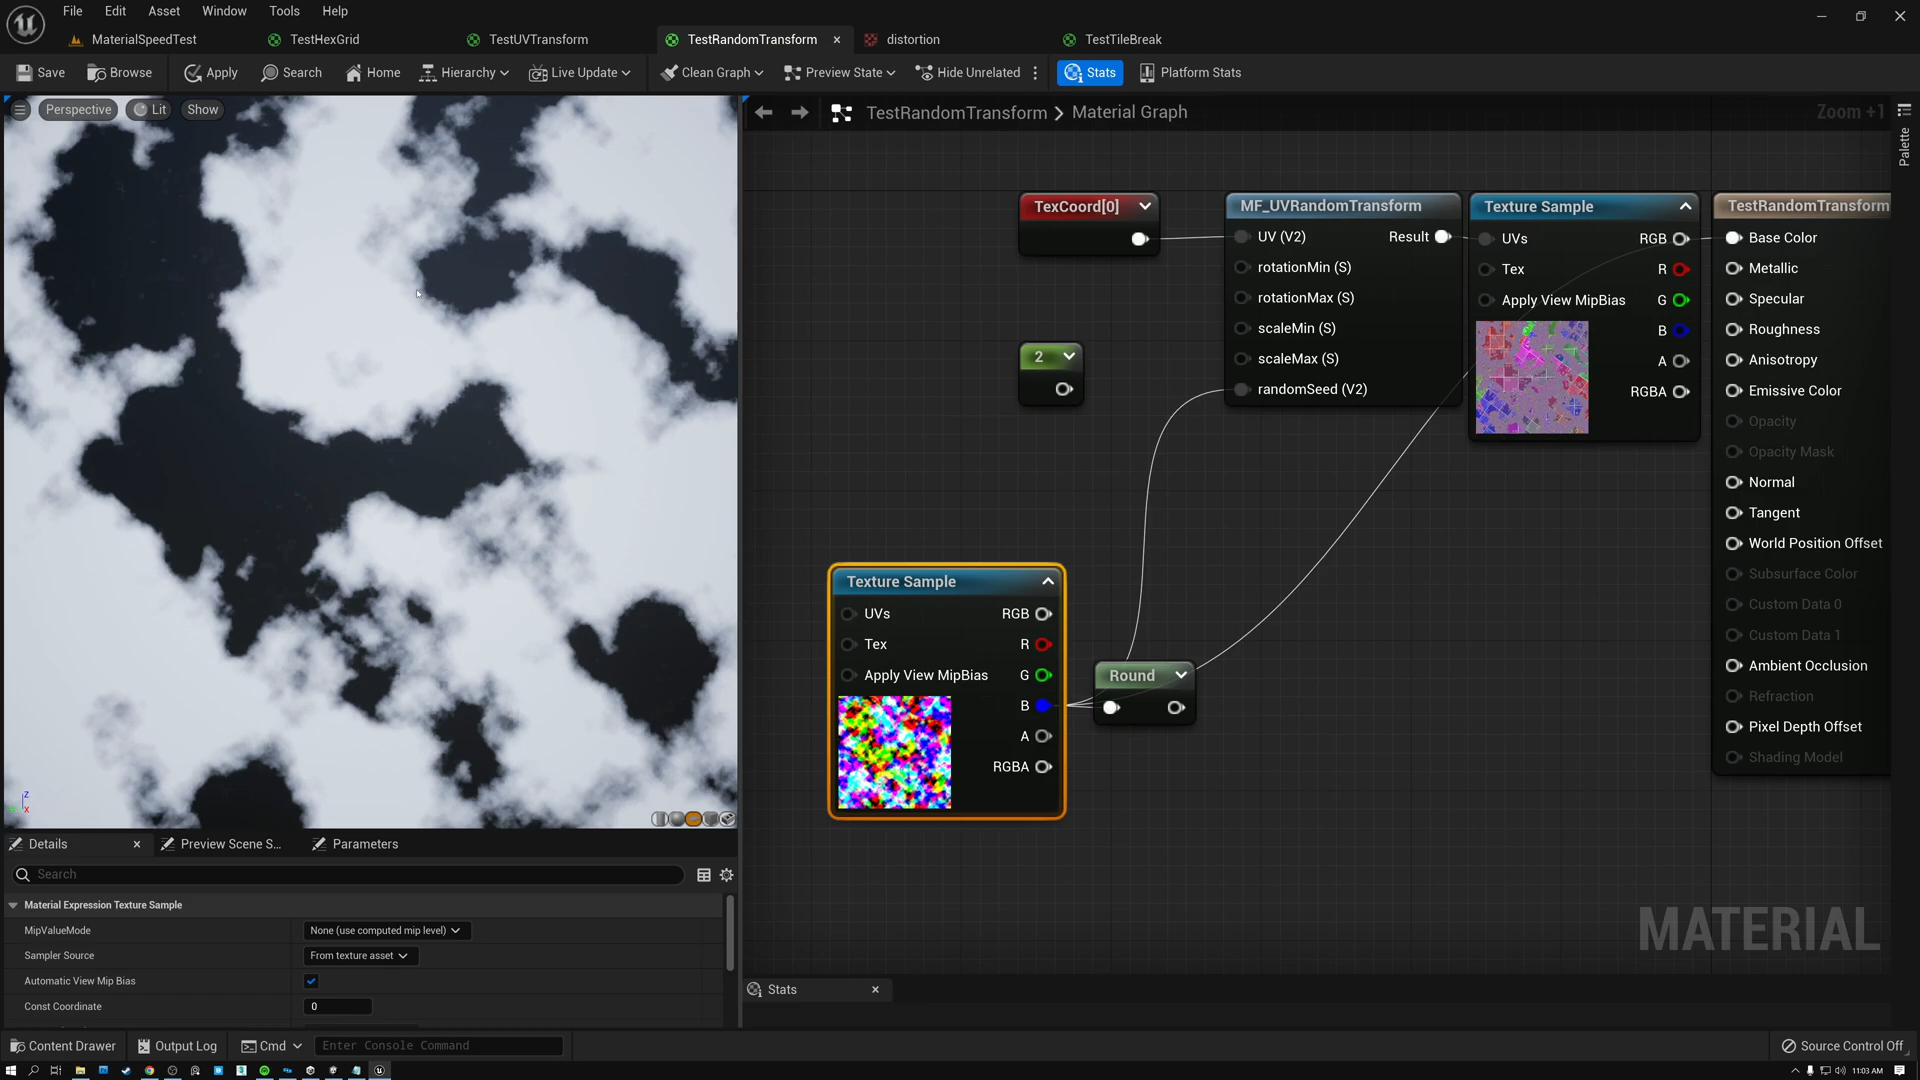 File Edit Asset Window Tools Help
MaterialSpeedTest TestHexGrid TestUVTransform TestRandomTransform × distortion TestTileBreak
Save Browse Apply Search Home Hierarchy Live Update Clean Graph Preview State Hide Unrelated Stats Platform Stats
Perspective Lit Show
TestRandomTransform > Material Graph
Zoom +1
Palette
TexCoord[0]
MF_UVRandomTransform
UV (V2) Result
rotationMin (S)
rotationMax (S)
scaleMin (S)
scaleMax (S)
randomSeed (V2)
Texture Sample
UVs RGB
Tex R
Apply View MipBias G
B
A
RGBA
TestRandomTransform
Base Color
Metallic
Specular
Roughness
Anisotropy
Emissive Color
Opacity
Opacity Mask
Normal
Tangent
World Position Offset
Subsurface Color
Custom Data 0
Custom Data 1
Ambient Occlusion
Refraction
Pixel Depth Offset
Shading Model
2
Texture Sample
UVs RGB
Tex R
Apply View MipBias G
B
A
RGBA
Round
MATERIAL
z
x
Details × Preview Scene S... Parameters
Search
Material Expression Texture Sample
MipValueMode None (use computed mip level)
Sampler Source From texture asset
Automatic View Mip Bias
Const Coordinate 0
Stats ×
Content Drawer Output Log Cmd Enter Console Command Source Control Off
11:03 AM